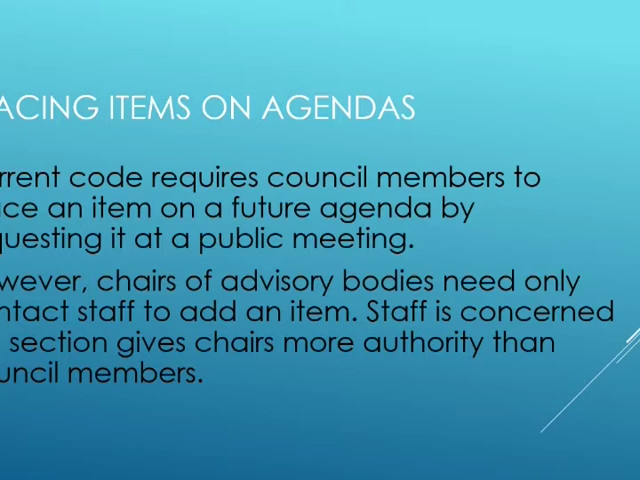 ACING ITEMS ON AGENDAS
rrent code requires council members to
ce an item on a future agenda by
questing it at a public meeting.
wever, chairs of advisory bodies need only
ntact staff to add an item. Staff is concerned
section gives chairs more authority than
uncil members.